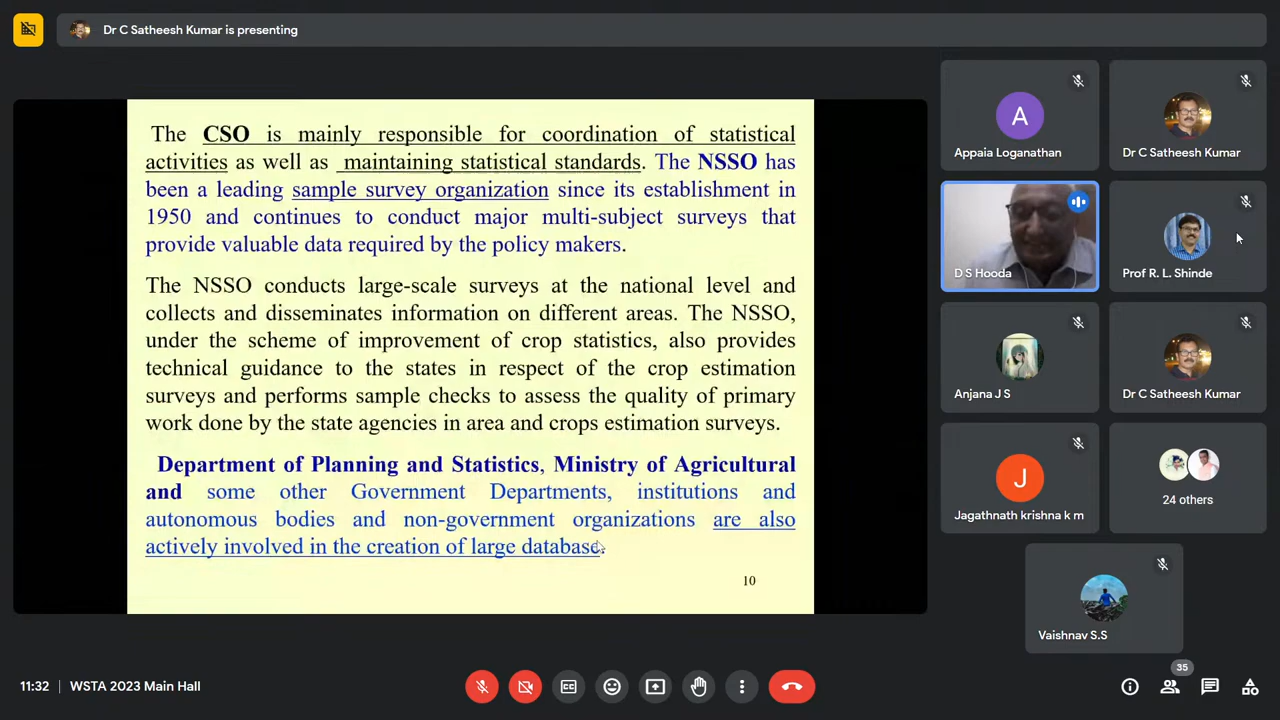 Dr C Satheesh Kumar is presenting
The CSO is mainly responsible for coordination of statistical
activities as well as maintaining statistical standards. The NSSO has
been a leading sample survey organization since its establishment in
1950 and continues to conduct major multi-subject surveys that
provide valuable data required by the policy makers.
The NSSO conducts large-scale surveys at the national level and
collects and disseminates information on different areas. The NSSO,
under the scheme of improvement of crop statistics, also provides
technical guidance to the states in respect of the crop estimation
surveys and performs sample checks to assess the quality of primary
work done by the state agencies in area and crops estimation surveys.
Department of Planning and Statistics, Ministry of Agricultural
and some other Government Departments, institutions and
autonomous bodies and non-government organizations are also
actively involved in the creation of large database.
10
A
Appaia Loganathan
Dr C Satheesh Kumar
D S Hooda
Prof R. L. Shinde
Anjana J S
Dr C Satheesh Kumar
J
Jagathnath krishna k m
24 others
Vaishnav S.S
11:32 | WSTA 2023 Main Hall
CC
35